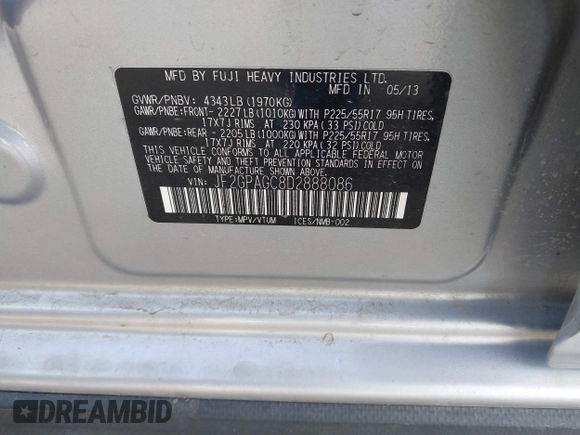 MFD BY FUJI HEAVY INDUSTRIES LTD.
MADE IN JAPAN 05/13
GVWR/PNBV: 4343LB (1970KG)
GAWR/PNBE:FRONT- 2227LB(1010KG)WITH P225/55R17 95H TIRES,
17X7J RIMS AT 230 KPA ( 33 PSI)COLD
GAWR/PNBE:REAR - 2205LB(1000KG)WITH P225/55R17 95H TIRES,
17X7J RIMS AT 220 KPA( 32 PSI)COLD
THIS VEHICLE CONFORMS TO ALL APPLICABLE FEDERAL MOTOR
VEHICLE SAFETY AND THEFT PREVENTION STANDARDS IN EFFECT
ON THE DATE OF MANUFACTURE SHOWN ABOVE.
VIN: JF2GPAGC8D2888086
TYPE:MPV/VTUM ICES/NMB-002
DREAMBID